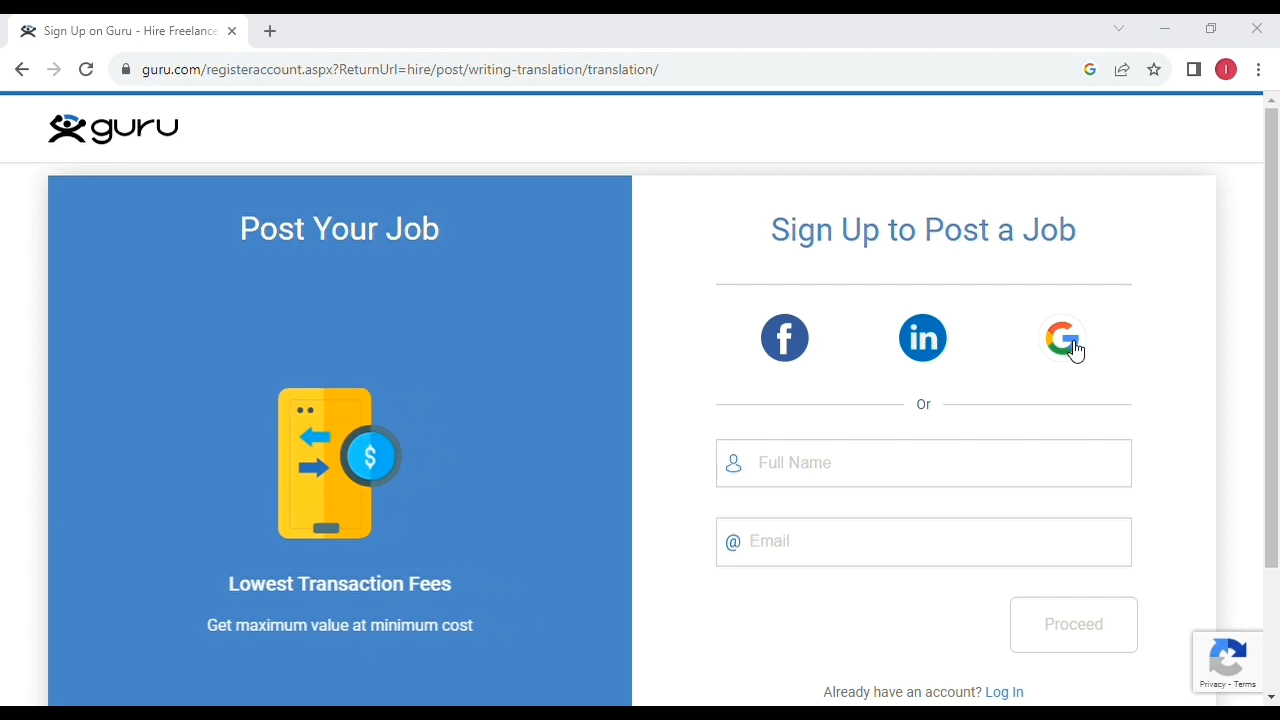 Sign Up on Guru - Hire Freelance
guru.com/registeraccount.aspx?ReturnUrl=hire/post/writing-translation/translation/
I
guru
Post Your Job
$
Lowest Transaction Fees
Get maximum value at minimum cost
Sign Up to Post a Job
f
in
G
Or
Full Name
@ Email
Proceed
Already have an account? Log In
Privacy - Terms